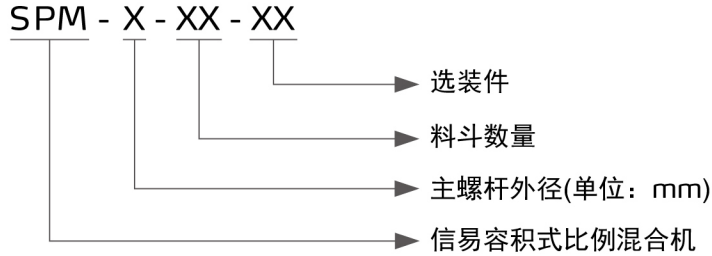 SPM - X - XX - XX
选装件
料斗数量
主螺杆外径(单位：mm)
信易容积式比例混合机